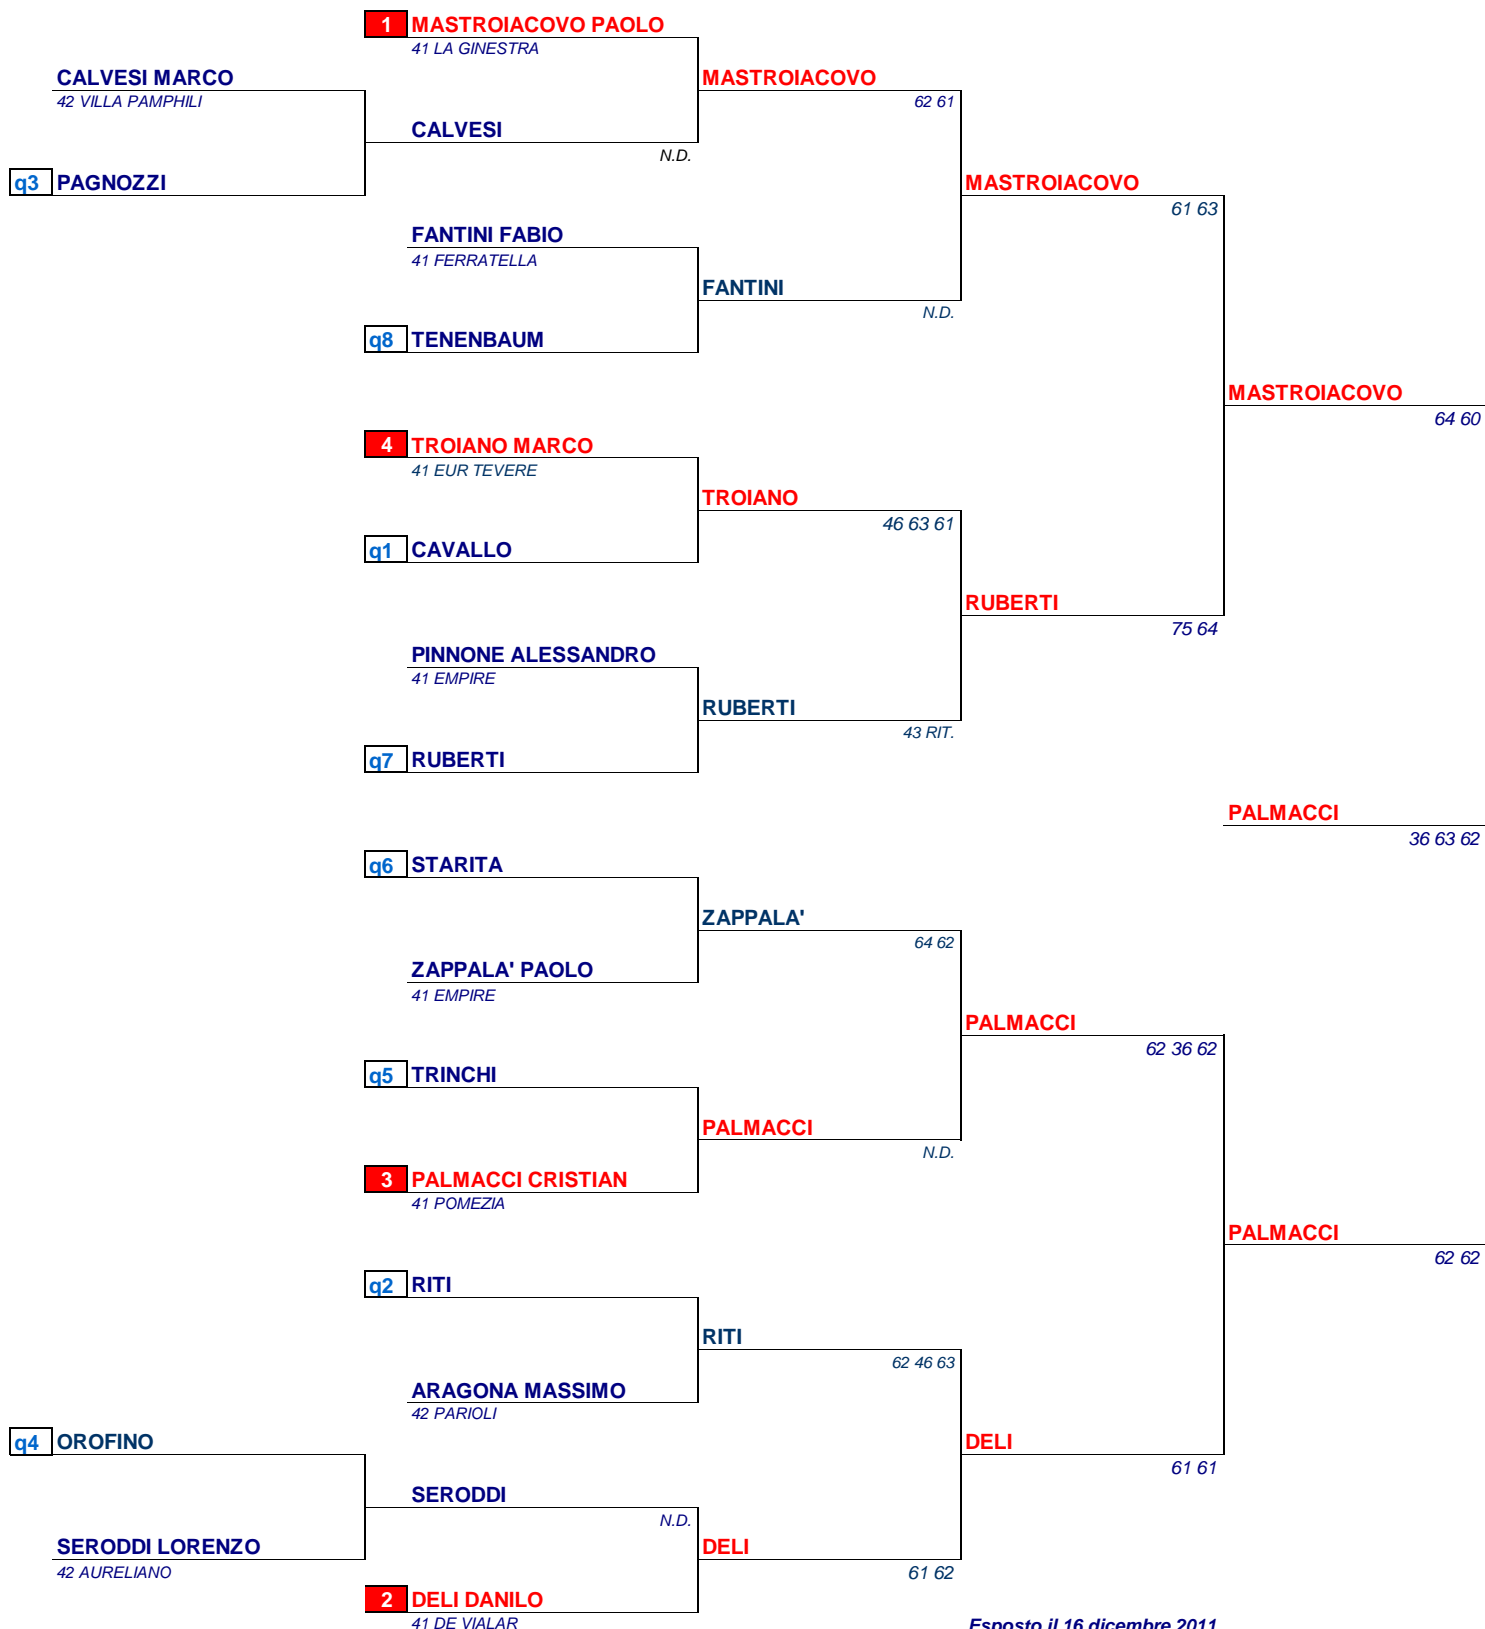 1 MASTROIACOVO PAOLO
41 LA GINESTRA
CALVESI MARCO
MASTROIACOVO
42 VILLA PAMPHILI
62 61
CALVESI
N.D.
q3 PAGNOZZI
MASTROIACOVO
61 63
FANTINI FABIO
41 FERRATELLA
FANTINI
N.D.
q8 TENENBAUM
MASTROIACOVO
64 60
4 TROIANO MARCO
41 EUR TEVERE
TROIANO
46 63 61
q1 CAVALLO
RUBERTI
75 64
PINNONE ALESSANDRO
41 EMPIRE
RUBERTI
43 RIT.
q7 RUBERTI
PALMACCI
36 63 62
q6 STARITA
ZAPPALA'
64 62
ZAPPALA' PAOLO
41 EMPIRE
PALMACCI
62 36 62
q5 TRINCHI
PALMACCI
N.D.
3 PALMACCI CRISTIAN
41 POMEZIA
PALMACCI
62 62
q2 RITI
RITI
62 46 63
ARAGONA MASSIMO
42 PARIOLI
q4 OROFINO
DELI
61 61
SERODDI
N.D.
SERODDI LORENZO
DELI
42 AURELIANO
61 62
2 DELI DANILO
41 DE VIALAR
Esposto il 16 dicembre 2011